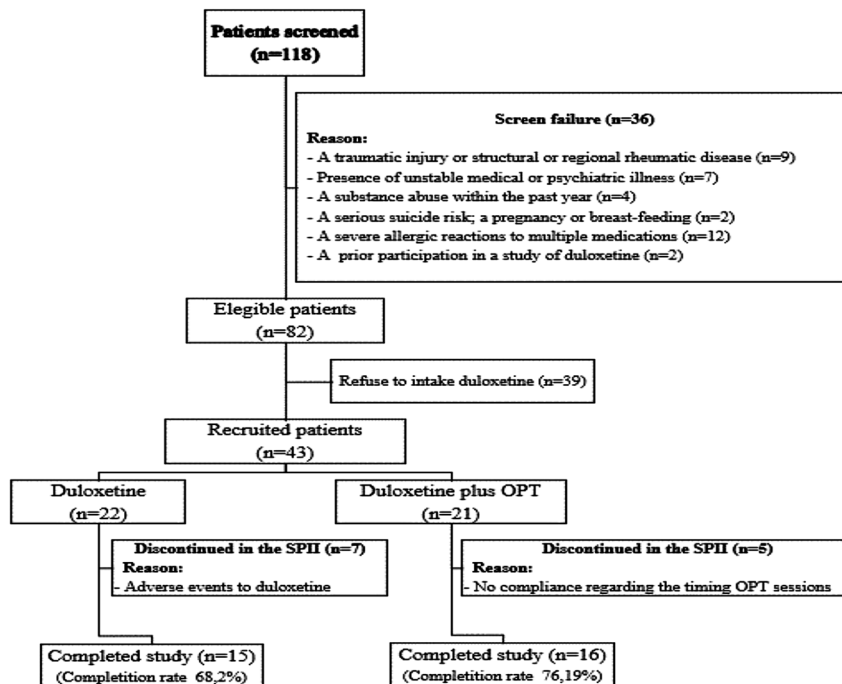 Patients screened
(n=118)
Screen failure (n=36)
Reason:
- A traumatic injury or structural or regional rheumatic disease (n=9)
- Presence of unstable medical or psychiatric illness (n=7)
- A substance abuse within the past year (n=4)
- A serious suicide risk; a pregnancy or breast-feeding (n=2)
- A severe allergic reactions to multiple medications (n=12)
- A prior participation in a study of duloxetine (n=2)
Elegible patients
(n=82)
Refuse to intake duloxetine (n=39)
Recruited patients
(n=43)
Duloxetine
(n=22)
Duloxetine plus OPT
(n=21)
Discontinued in the SPII (n=7)
Reason:
- Adverse events to duloxetine
Discontinued in the SPII (n=5)
Reason:
- No compliance regarding the timing OPT sessions
Completed study (n=15)
(Completition rate 68,2%)
Completed study (n=16)
(Completition rate 76,19%)